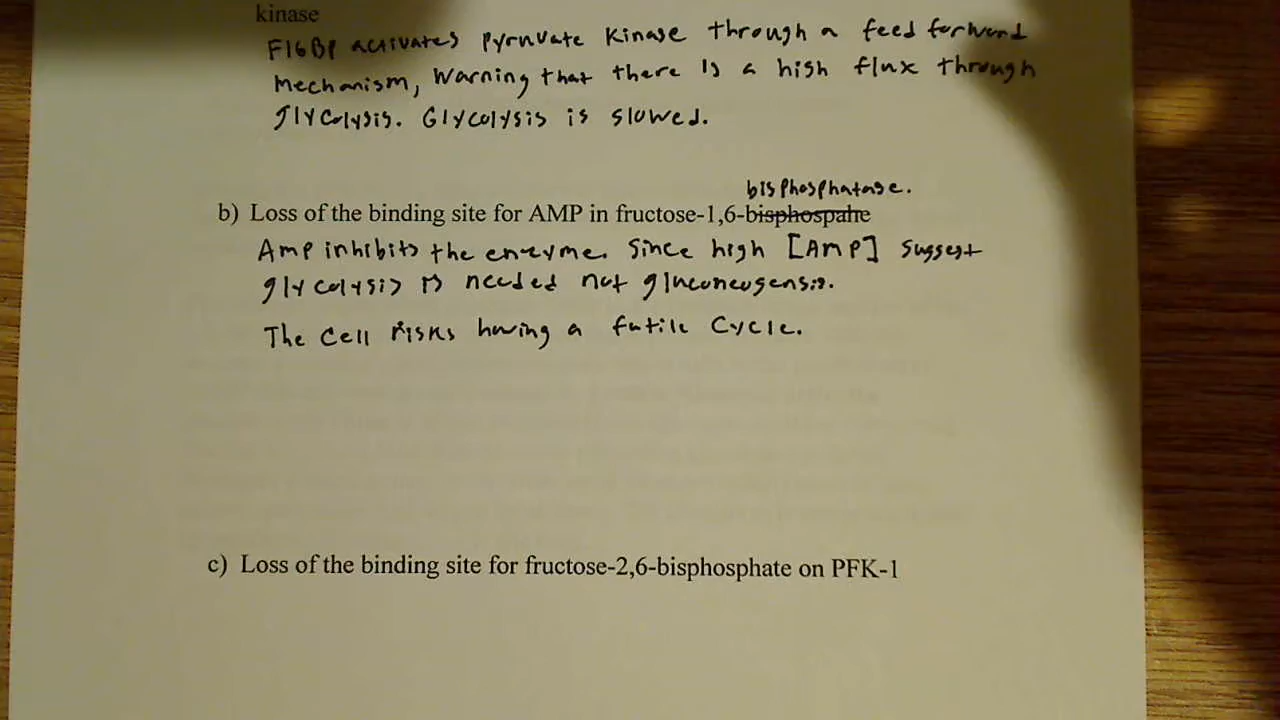 kinase
F16BP activates pyruvate kinase through a feed forward
mechanism, warning that there is a high flux through
glycolysis. Glycolysis is slowed.
bisphosphatase.
b) Loss of the binding site for AMP in fructose-1,6-bisphospahe
Amp inhibits the enzyme. Since high [AMP] suggest
glycolysis is needed not gluconeogensis.
The cell risks having a futile cycle.
c) Loss of the binding site for fructose-2,6-bisphosphate on PFK-1